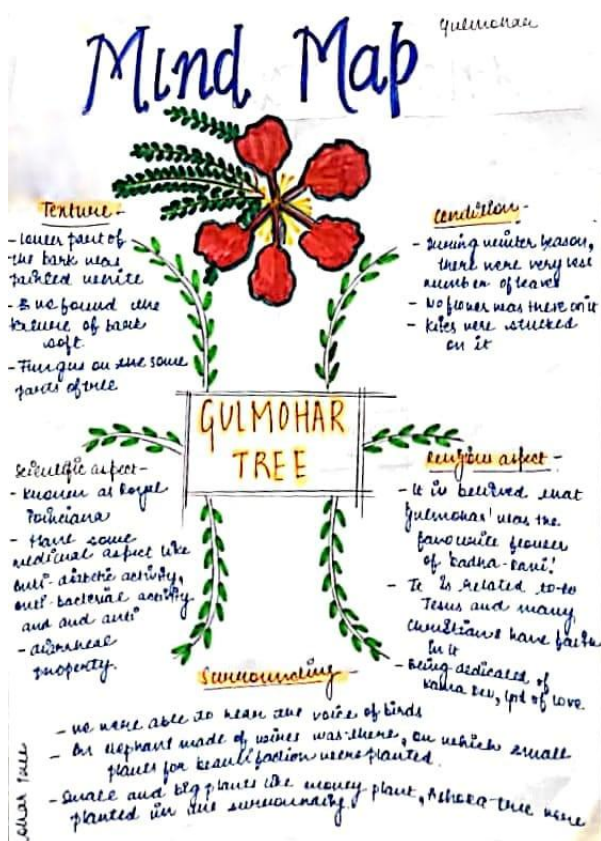 Mind Map
Gulmohar
Texture -
- lower part of
the bark was
painted white
- & we found the
texture of bark
soft
- Fungus on the some
parts of tree
Condition -
- During winter season,
there were very less
number of leaves
- No flower was there on it
- Kites were stucked
on it
GULMOHAR
TREE
Scientific aspect -
- Known as Royal
Poinciana
- Have some
medicinal aspect like
anti-diabetic activity,
anti-bacterial activity
and and anti
- diarrheal
property.
Religious aspect -
- It is believed that
'Gulmohar' was the
favourite flower
of 'Radha-Rani'
- It is related to to
Jesus and many
Christians have faith
in it
- Being dedicated of
Kama Dev, lord of love.
Surrounding -
- we were able to hear the voice of birds
- An elephant made of wires was there, on which small
plants for beautifaction were planted.
- Small and big plants like money plant, Ashoka-tree were
planted in the surrounding.
Tree